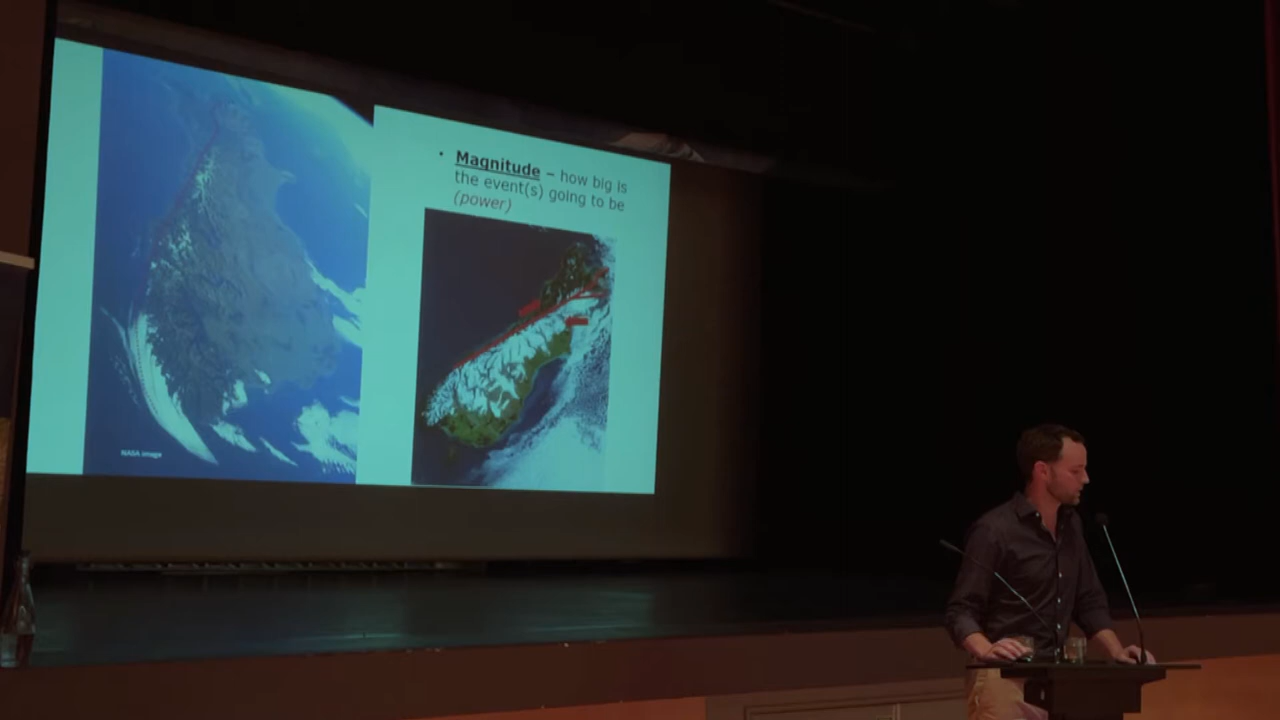 • Magnitude – how big is
the event(s) going to be
(power)
NASA image